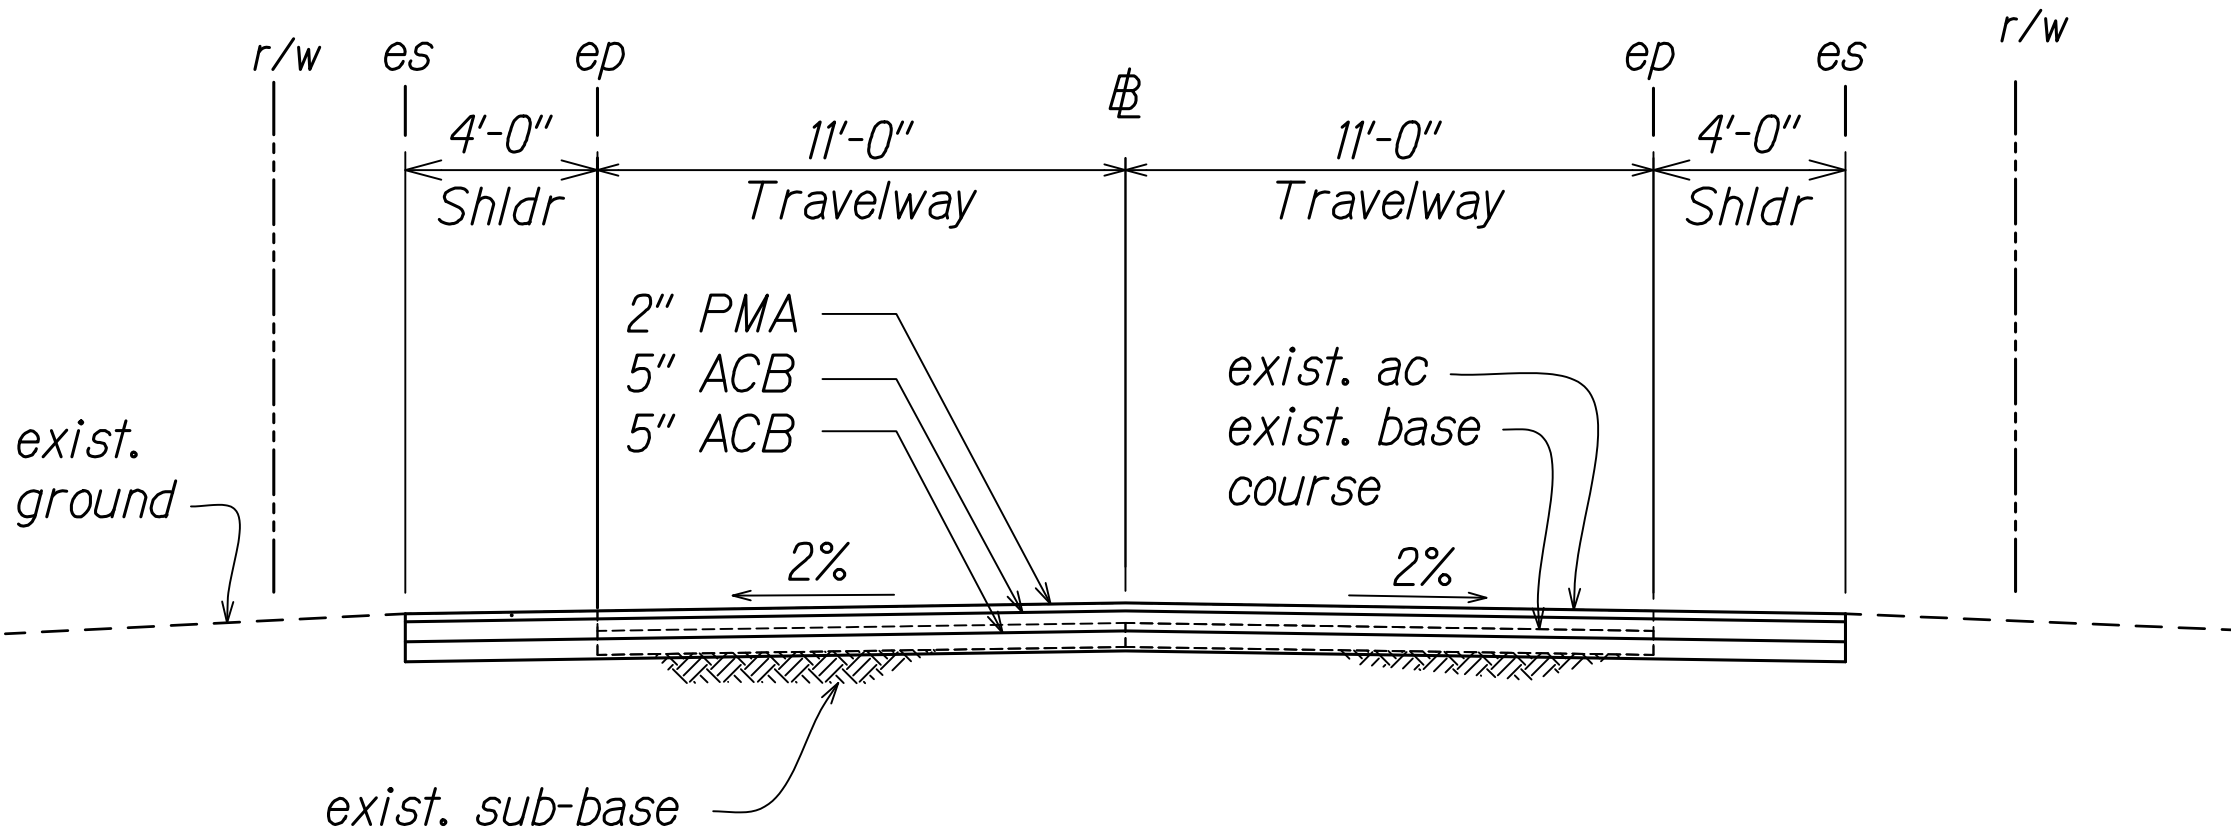 r/w
es
ep
℄
ep
es
r/w
4'-0"
11'-0"
11'-0"
4'-0"
Shldr
Travelway
Travelway
Shldr
2" PMA
5" ACB
5" ACB
exist. ac
exist. base
course
exist.
ground
2%
2%
exist. sub-base